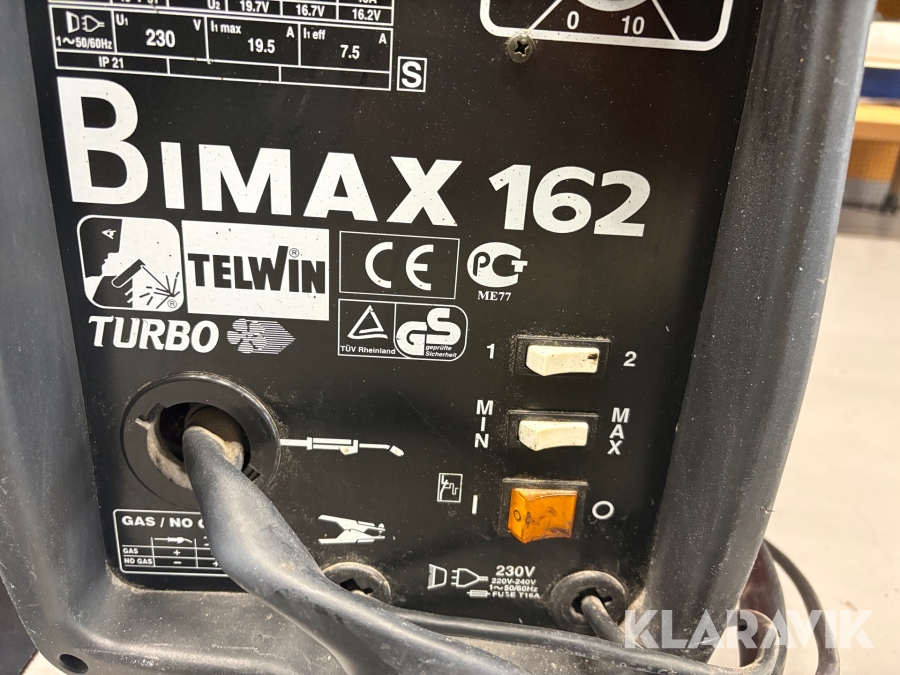 U₂ 19.7V 16.7V 16.2V
U₁ 230 V I₁ max 19.5 A I₁ eff 7.5 A
1~50/60Hz
IP 21
S
0 10
BIMAX 162
TELWIN
®
®
CE
PCT
ME77
TURBO
TÜV Rheinland
GS
geprüfte
Sicherheit
1 2
MIN MAX
I O
GAS / NO
GAS +
NO GAS - +
230V
220V-240V
1~50/60Hz
FUSE T16A
KLARAVIK